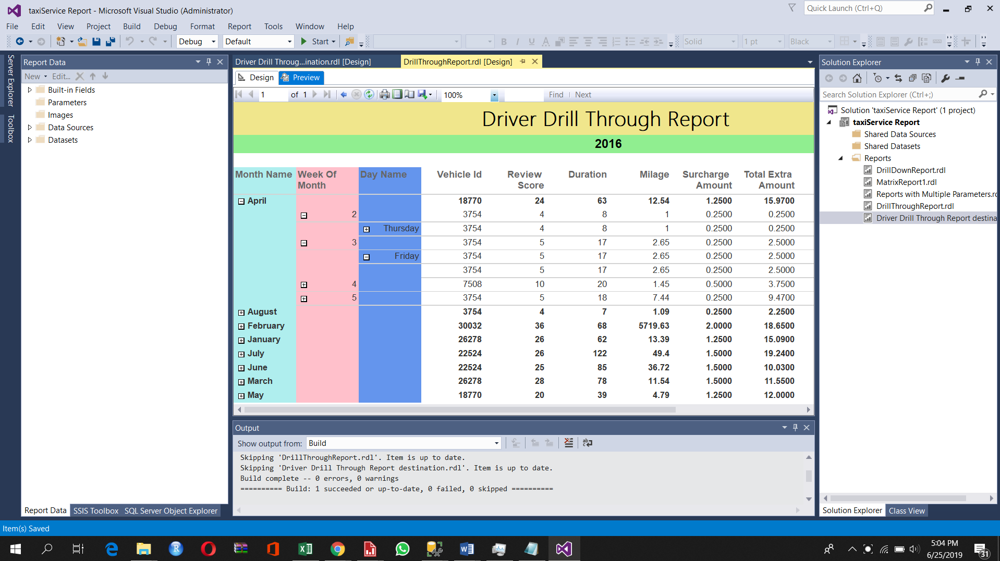 taxiService Report - Microsoft Visual Studio (Administrator)
Quick Launch (Ctrl+Q)
File Edit View Project Build Debug Format Report Tools Window Help
Debug Default Start Solid 1 pt Black
Server Explorer
Toolbox
Report Data
New Edit...
Built-in Fields
Parameters
Images
Data Sources
Datasets
Report Data SSIS Toolbox SQL Server Object Explorer
Driver Drill Throug...ination.rdl [Design] DrillThroughReport.rdl [Design]
Design Preview
1 of 1 100% Find Next
Driver Drill Through Report
2016
Month Name Week Of Month Day Name Vehicle Id Review Score Duration Milage Surcharge Amount Total Extra Amount
April 18770 24 63 12.54 1.2500 15.9700
2 3754 4 8 1 0.2500 0.2500
Thursday 3754 4 8 1 0.2500 0.2500
3 3754 5 17 2.65 0.2500 2.5000
Friday 3754 5 17 2.65 0.2500 2.5000
3754 5 17 2.65 0.2500 2.5000
4 7508 10 20 1.45 0.5000 3.7500
5 3754 5 18 7.44 0.2500 9.4700
August 3754 4 7 1.09 0.2500 2.2500
February 30032 36 68 5719.63 2.0000 18.6500
January 26278 26 62 13.39 1.2500 15.0900
July 22524 26 122 49.4 1.5000 19.2400
June 22524 25 85 36.72 1.5000 10.0300
March 26278 28 78 11.54 1.5000 11.5500
May 18770 20 39 4.79 1.2500 12.0000
Output
Show output from: Build
Skipping 'DrillThroughReport.rdl'. Item is up to date.
Skipping 'Driver Drill Through Report destination.rdl'. Item is up to date.
Build complete -- 0 errors, 0 warnings
========== Build: 1 succeeded or up-to-date, 0 failed, 0 skipped ==========
Solution Explorer
Search Solution Explorer (Ctrl+;)
Solution 'taxiService Report' (1 project)
taxiService Report
Shared Data Sources
Shared Datasets
Reports
DrillDownReport.rdl
MatrixReport1.rdl
Reports with Multiple Parameters.rd
DrillThroughReport.rdl
Driver Drill Through Report destina
Solution Explorer Class View
Item(s) Saved
5:04 PM
6/25/2019
31